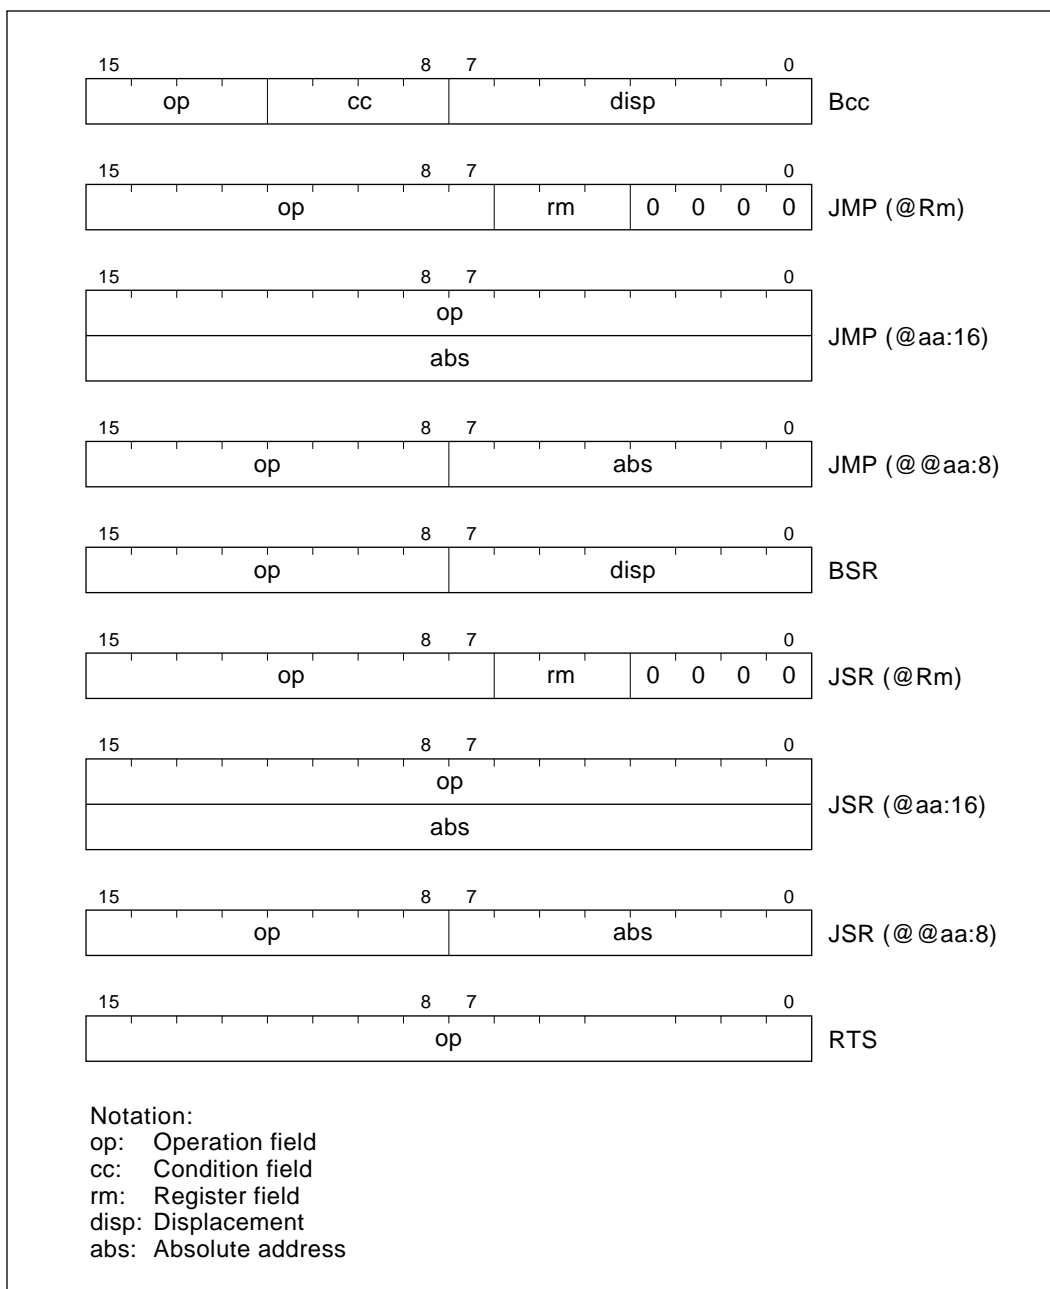 15 8 7 0
op cc disp Bcc
15 8 7 0
op rm 0 0 0 0 JMP (@Rm)
15 8 7 0
op
JMP (@aa:16)
abs
15 8 7 0
op abs JMP (@@aa:8)
15 8 7 0
op disp BSR
15 8 7 0
op rm 0 0 0 0 JSR (@Rm)
15 8 7 0
op
JSR (@aa:16)
abs
15 8 7 0
op abs JSR (@@aa:8)
15 8 7 0
op RTS
Notation:
op: Operation field
cc: Condition field
rm: Register field
disp: Displacement
abs: Absolute address